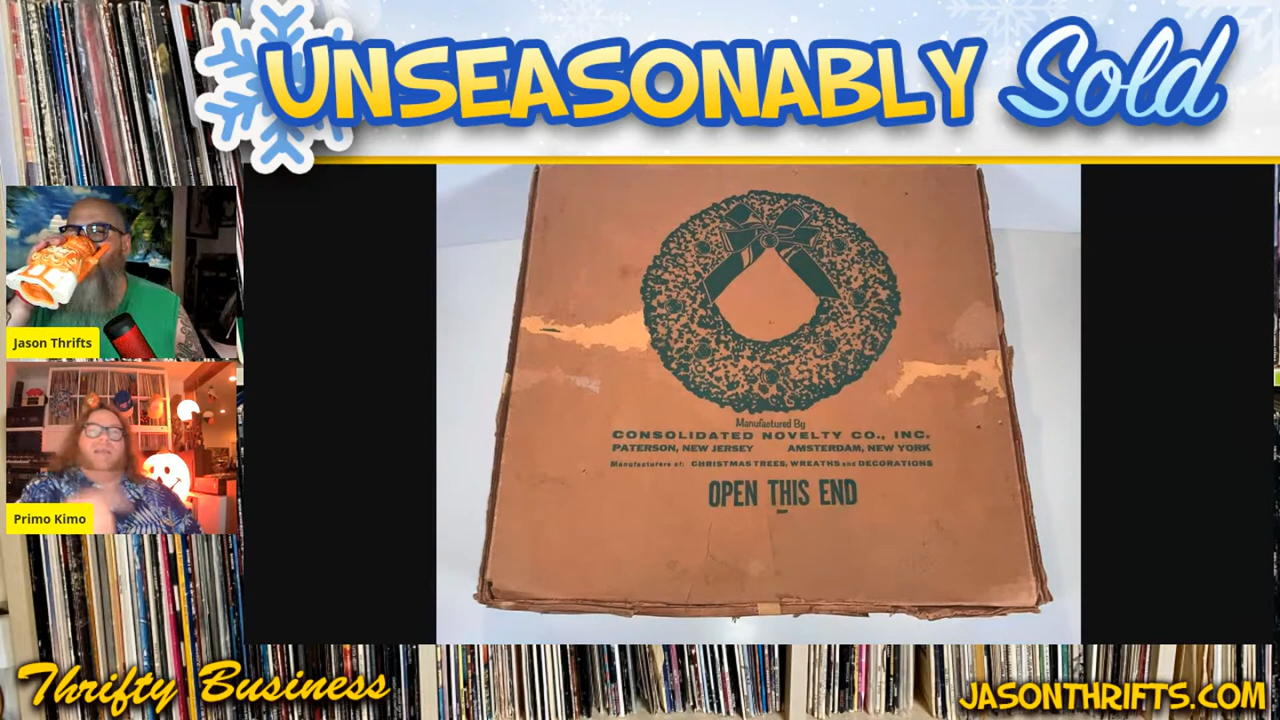 UNSEASONABLY Sold
Jason Thrifts
Primo Kimo
Manufactured By
CONSOLIDATED NOVELTY CO., INC.
PATERSON, NEW JERSEY AMSTERDAM, NEW YORK
Manufacturers of: CHRISTMAS TREES, WREATHS and DECORATIONS
OPEN THIS END
Thrifty Business
JASONTHRIFTS.COM